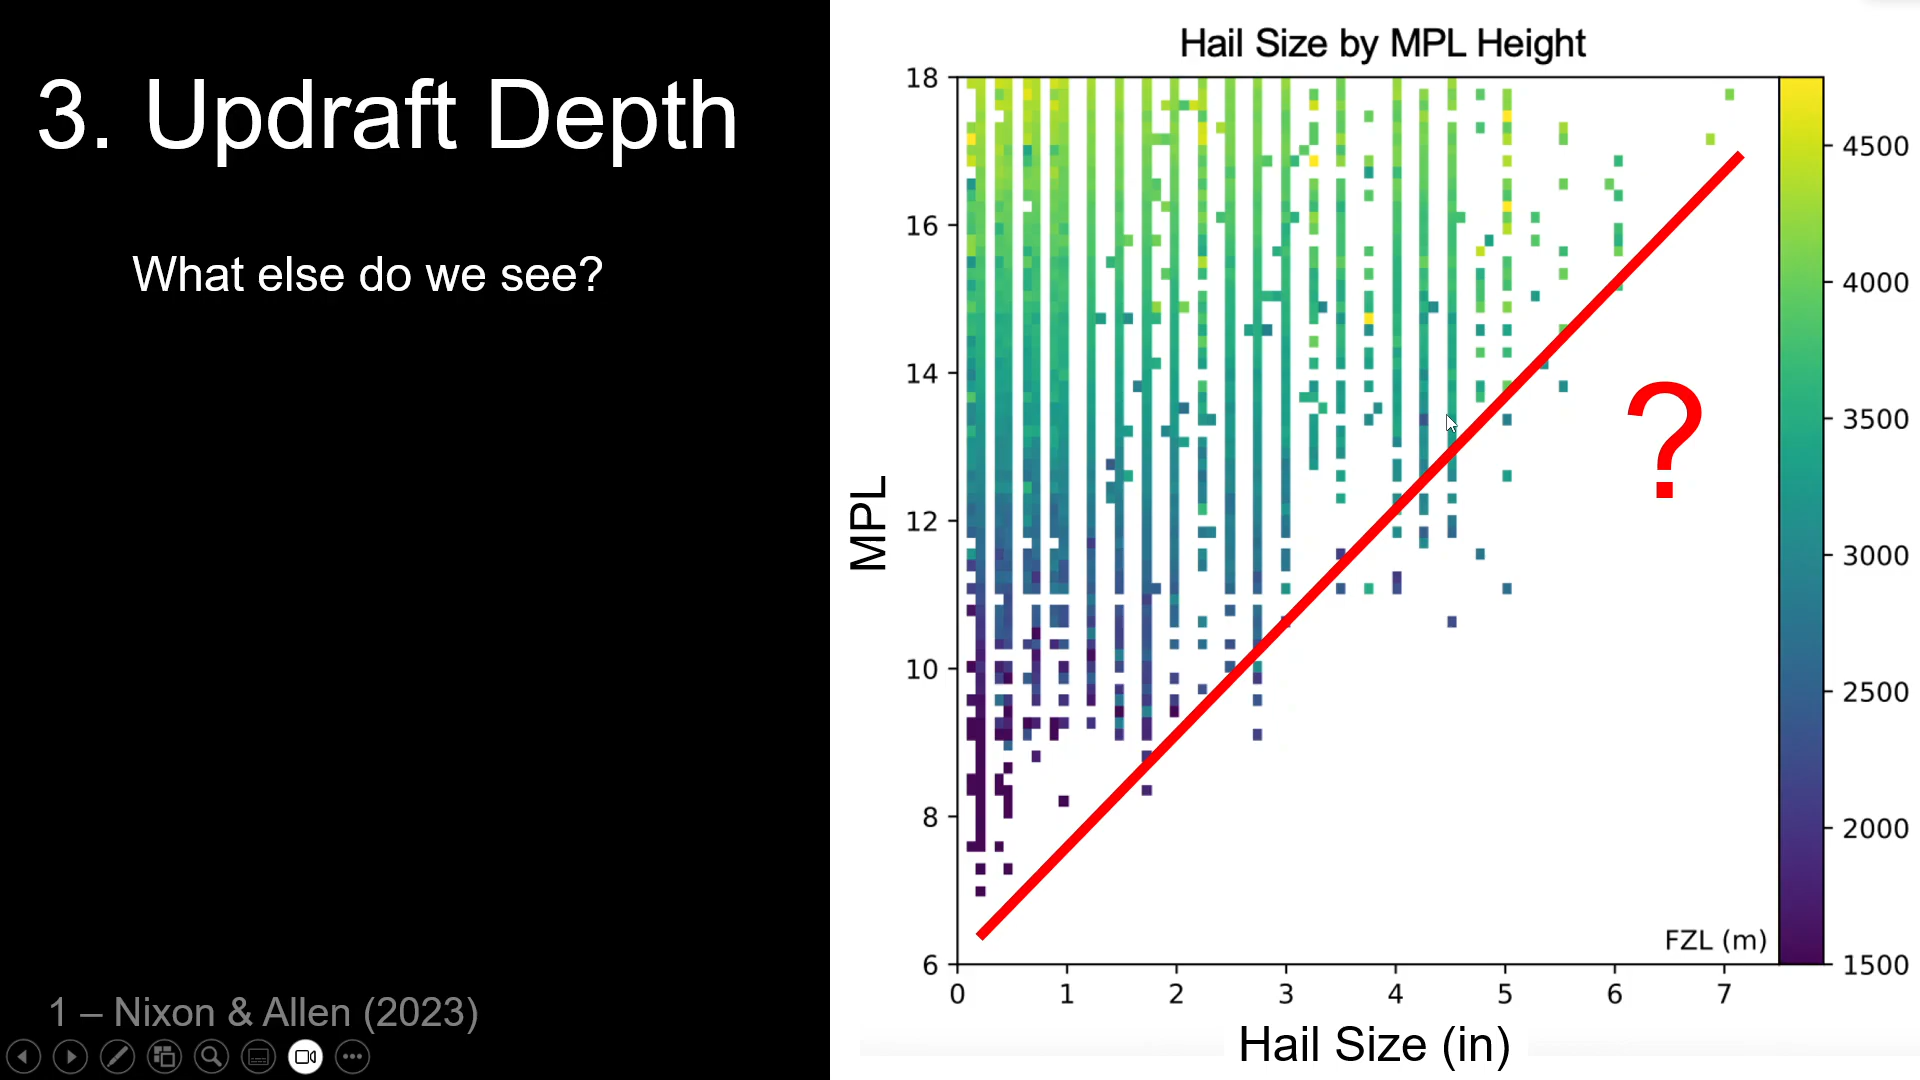 3. Updraft Depth
What else do we see?
1 – Nixon & Allen (2023)
Hail Size by MPL Height
18
16
14
12
10
8
6
MPL
0 1 2 3 4 5 6 7
Hail Size (in)
?
FZL (m)
4500
4000
3500
3000
2500
2000
1500